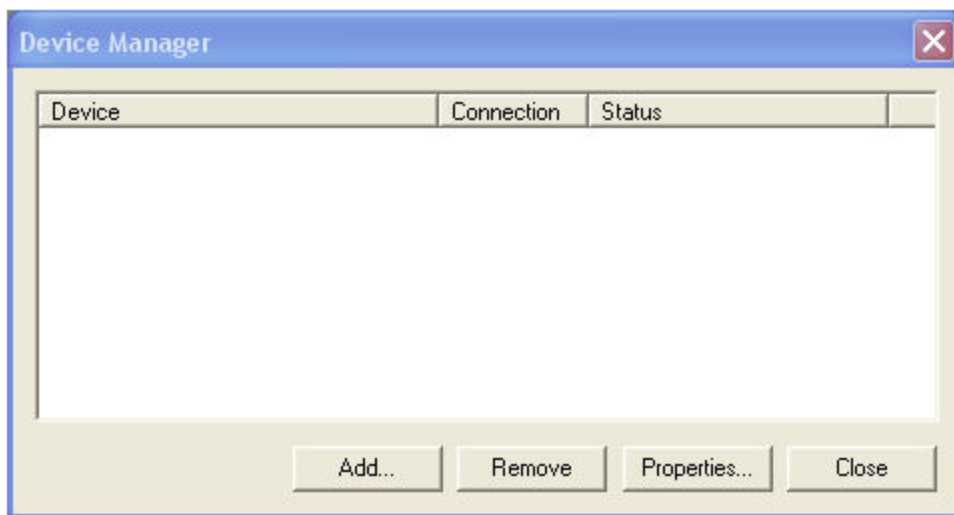 Device Manager
Device Connection Status
Add... Remove Properties... Close